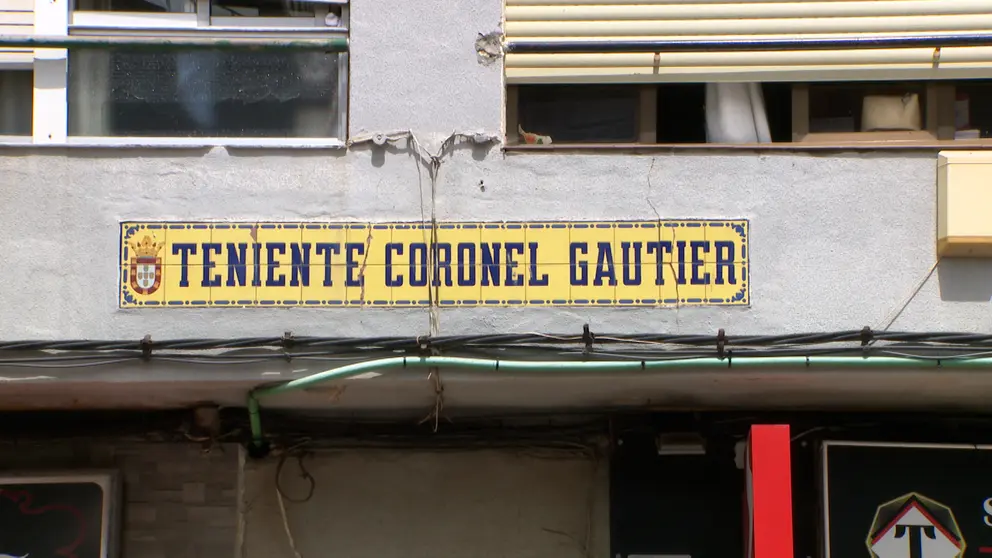 TENIENTE CORONEL GAUTIER
S